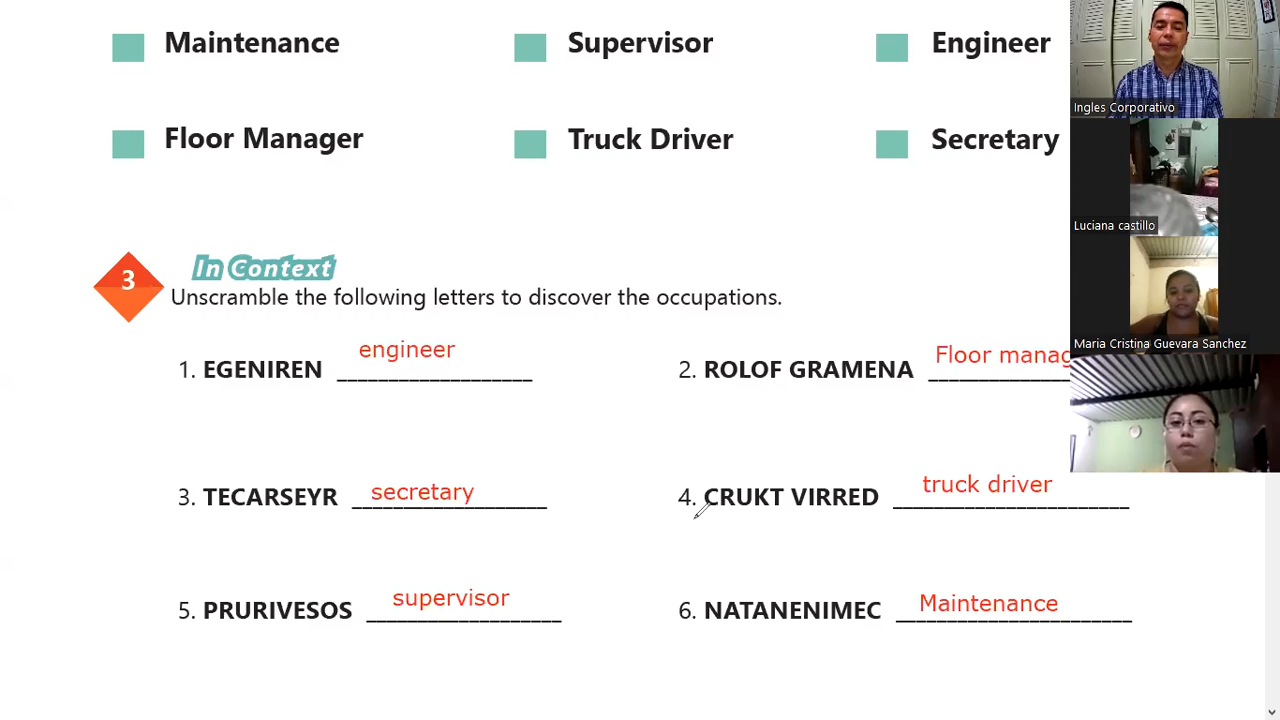 Maintenance Supervisor Engineer
Floor Manager Truck Driver Secretary
3 In Context
Unscramble the following letters to discover the occupations.
1. EGENIREN engineer 2. ROLOF GRAMENA Floor manag
3. TECARSEYR secretary 4. CRUKT VIRRED truck driver
5. PRURIVESOS supervisor 6. NATANENIMEC Maintenance
Ingles Corporativo
Luciana castillo
Maria Cristina Guevara Sanchez